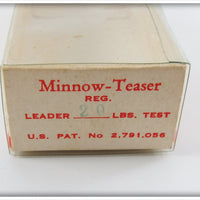 Minnow-Teaser
REG.
LEADER 20 LBS. TEST
U.S. PAT. No 2.791.056